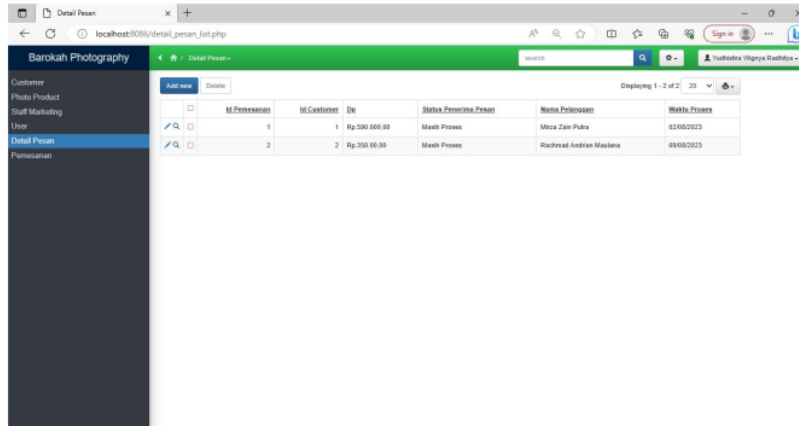 Detail Pesan
localhost:8086/detail_pesan_list.php
Sign in
Barokah Photography
/ Detail Pesan
search
Yudhistira Wignya Radhitya
Customer
Photo Product
Staff Marketing
User
Detail Pesan
Pemesanan
Add new Delete
Displaying 1 - 2 of 2 20
Id Pemesanan Id Customer Dp Status Penerima Pesan Nama Pelanggan Waktu Proses
1 1 Rp.500.000,00 Masih Proses Mirza Zain Putra 02/08/2023
2 2 Rp.350.00,00 Masih Proses Rachmad Andrian Maulana 09/08/2023